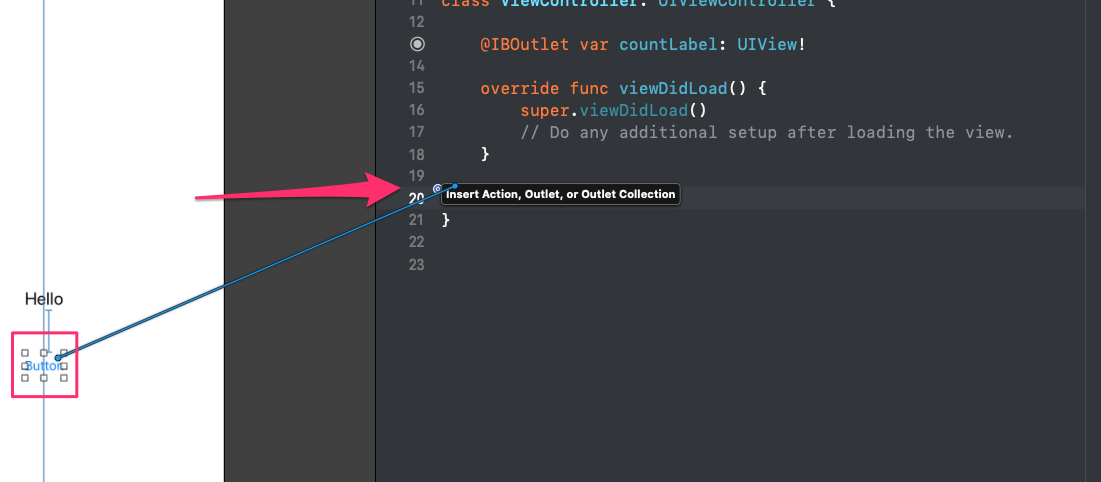 11 class ViewController: UIViewController {
12
@IBOutlet var countLabel: UIView!
14
15 override func viewDidLoad() {
16 super.viewDidLoad()
17 // Do any additional setup after loading the view.
18 }
19
20 Insert Action, Outlet, or Outlet Collection
21 }
22
23
Hello
Button